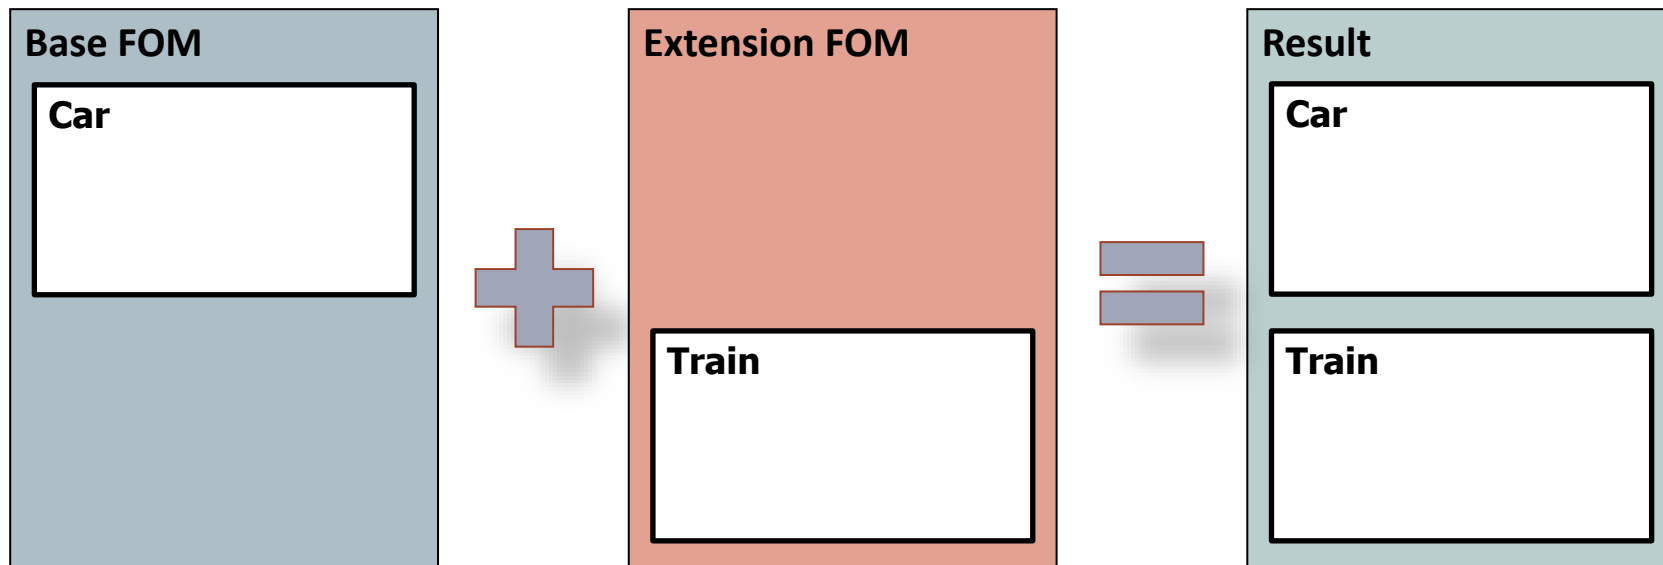 Base FOM
Car
Extension FOM
Train
Result
Car
Train